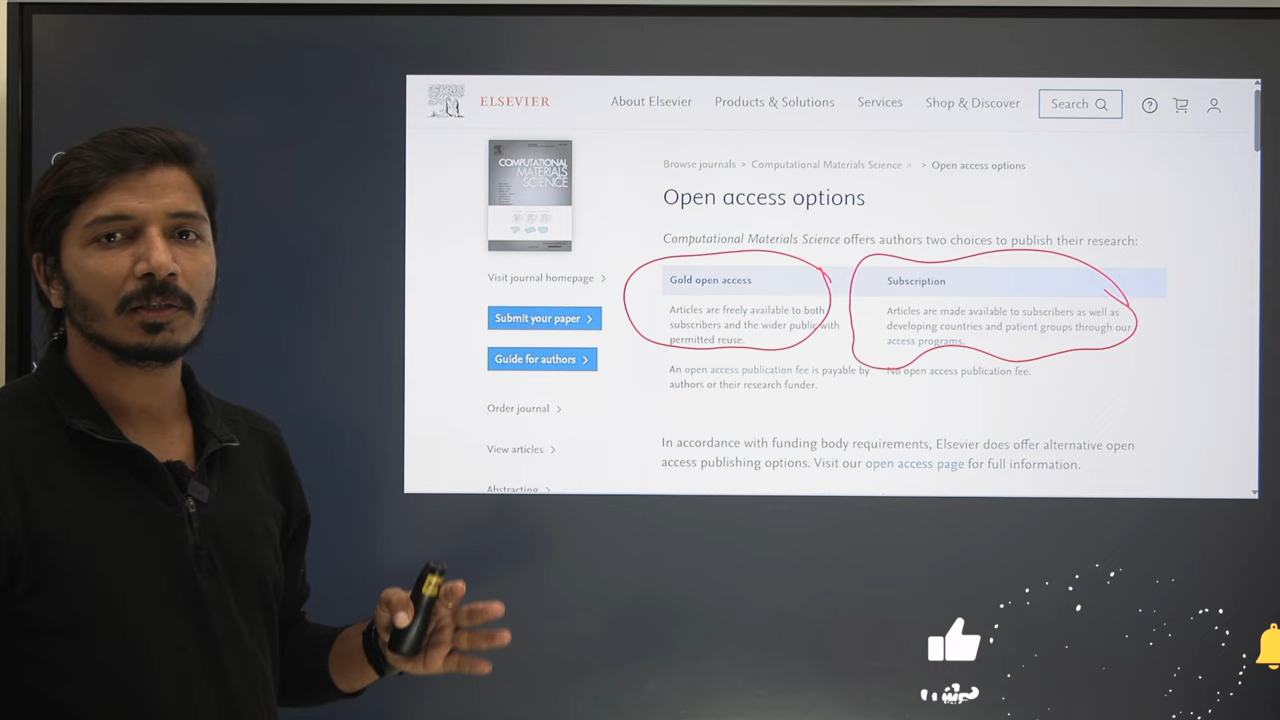 ELSEVIER
About Elsevier
Products & Solutions
Services
Shop & Discover
Search
COMPUTATIONAL
MATERIALS
SCIENCE
Browse journals > Computational Materials Science > Open access options
Open access options
Computational Materials Science offers authors two choices to publish their research:
Visit journal homepage >
Submit your paper >
Guide for authors >
Order journal >
View articles >
Abstracting >
Gold open access
Articles are freely available to both
subscribers and the wider public with
permitted reuse.
An open access publication fee is payable by
authors or their research funder.
Subscription
Articles are made available to subscribers as well as
developing countries and patient groups through our
access programs.
No open access publication fee.
In accordance with funding body requirements, Elsevier does offer alternative open
access publishing options. Visit our open access page for full information.